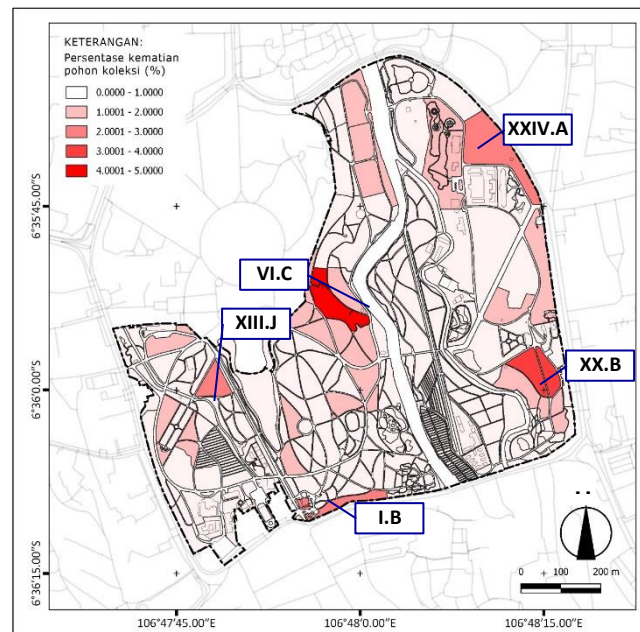 KETERANGAN:
Persentase kematian
pohon koleksi (%)
0.0000 - 1.0000
1.0001 - 2.0000
2.0001 - 3.0000
3.0001 - 4.0000
4.0001 - 5.0000
XXIV.A
VI.C
XIII.J
XX.B
I.B
6°35'45.00"S
6°36'0.00"S
6°36'15.00"S
0 100 200 m
106°47'45.00"E
106°48'0.00"E
106°48'15.00"E